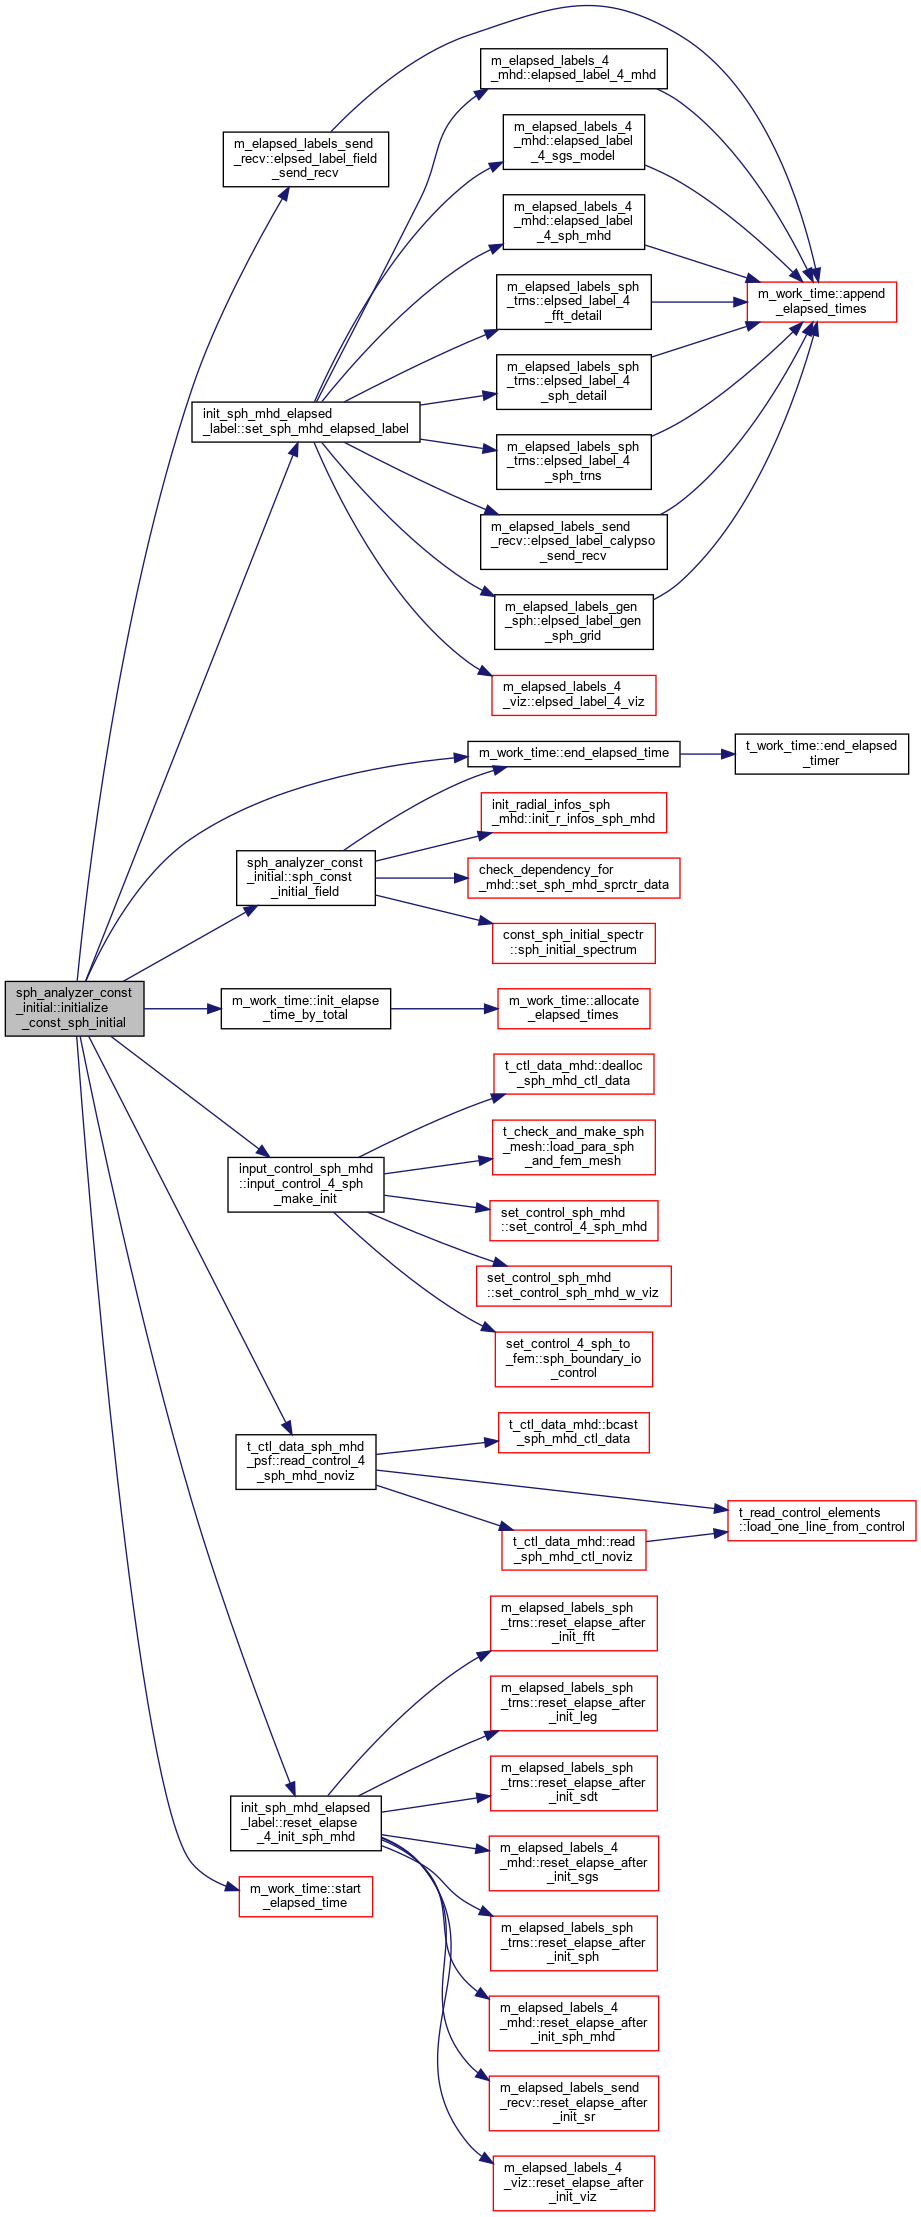 m_elapsed_labels_4
_mhd::elapsed_label_4_mhd
m_elapsed_labels_send
_recv::elpsed_label_field
_send_recv
m_elapsed_labels_4
_mhd::elapsed_label
_4_sgs_model
m_elapsed_labels_4
_mhd::elapsed_label
_4_sph_mhd
m_elapsed_labels_sph
_trns::elpsed_label_4
_fft_detail
m_work_time::append
_elapsed_times
m_elapsed_labels_sph
_trns::elpsed_label_4
_sph_detail
init_sph_mhd_elapsed
_label::set_sph_mhd_elapsed_label
m_elapsed_labels_sph
_trns::elpsed_label_4
_sph_trns
m_elapsed_labels_send
_recv::elpsed_label_calypso
_send_recv
m_elapsed_labels_gen
_sph::elpsed_label_gen
_sph_grid
m_elapsed_labels_4
_viz::elpsed_label_4_viz
m_work_time::end_elapsed_time
t_work_time::end_elapsed
_timer
init_radial_infos_sph
_mhd::init_r_infos_sph_mhd
sph_analyzer_const
_initial::sph_const
_initial_field
check_dependency_for
_mhd::set_sph_mhd_sprctr_data
const_sph_initial_spectr
::sph_initial_spectrum
sph_analyzer_const
_initial::initialize
_const_sph_initial
m_work_time::init_elapse
_time_by_total
m_work_time::allocate
_elapsed_times
t_ctl_data_mhd::dealloc
_sph_mhd_ctl_data
t_check_and_make_sph
_mesh::load_para_sph
_and_fem_mesh
input_control_sph_mhd
::input_control_4_sph
_make_init
set_control_sph_mhd
::set_control_4_sph_mhd
set_control_sph_mhd
::set_control_sph_mhd_w_viz
set_control_4_sph_to
_fem::sph_boundary_io
_control
t_ctl_data_mhd::bcast
_sph_mhd_ctl_data
t_ctl_data_sph_mhd
_psf::read_control_4
_sph_mhd_noviz
t_read_control_elements
::load_one_line_from_control
t_ctl_data_mhd::read
_sph_mhd_ctl_noviz
m_elapsed_labels_sph
_trns::reset_elapse_after
_init_fft
m_elapsed_labels_sph
_trns::reset_elapse_after
_init_leg
m_elapsed_labels_sph
_trns::reset_elapse_after
_init_sdt
init_sph_mhd_elapsed
_label::reset_elapse
_4_init_sph_mhd
m_elapsed_labels_4
_mhd::reset_elapse_after
_init_sgs
m_work_time::start
_elapsed_time
m_elapsed_labels_sph
_trns::reset_elapse_after
_init_sph
m_elapsed_labels_4
_mhd::reset_elapse_after
_init_sph_mhd
m_elapsed_labels_send
_recv::reset_elapse_after
_init_sr
m_elapsed_labels_4
_viz::reset_elapse_after
_init_viz